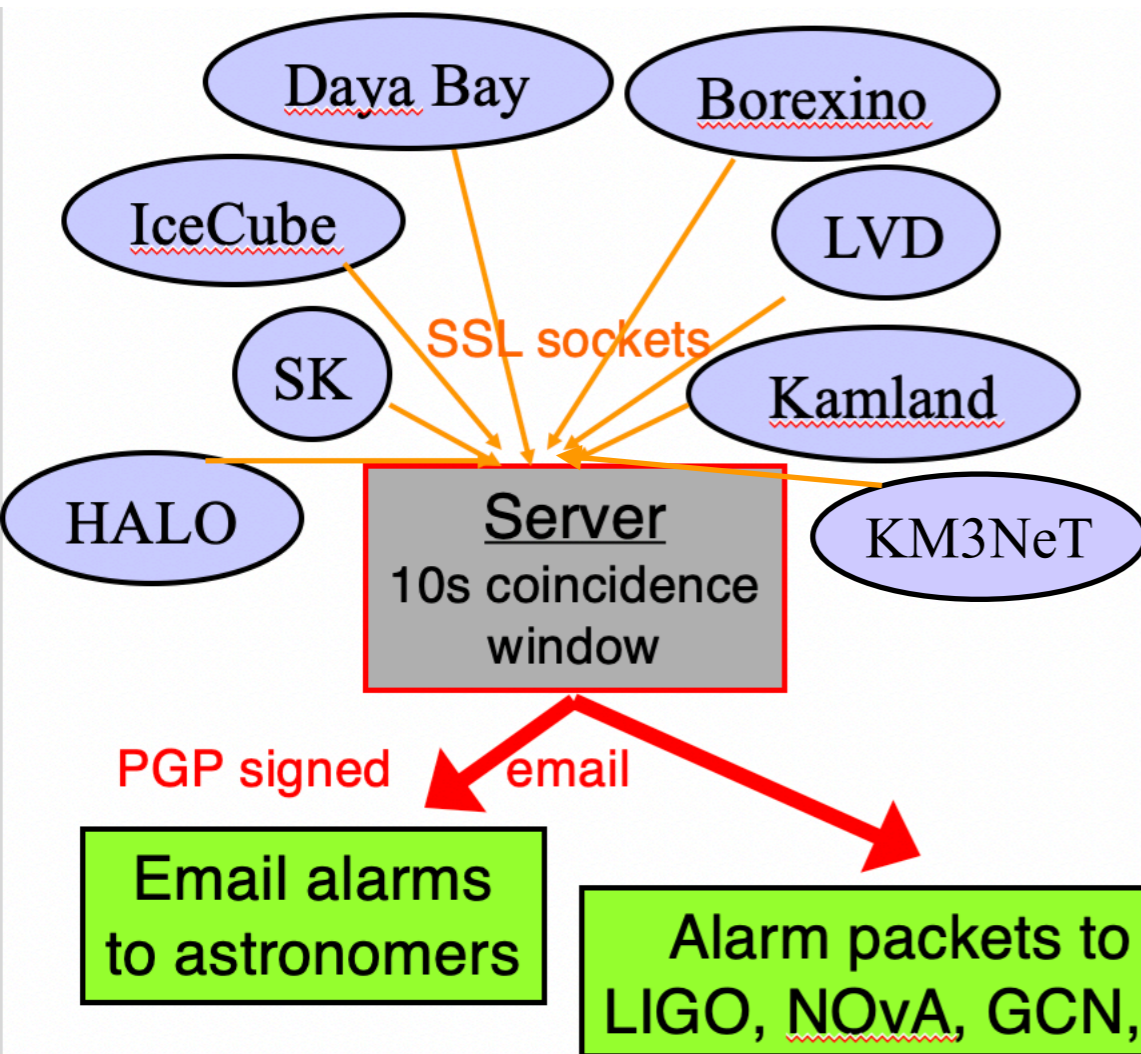 Daya Bay
Borexino
IceCube
LVD
SSL sockets
SK
Kamland
HALO
Server
10s coincidence
window
KM3NeT
PGP signed email
Email alarms
to astronomers
Alarm packets to
LIGO, NOvA, GCN,